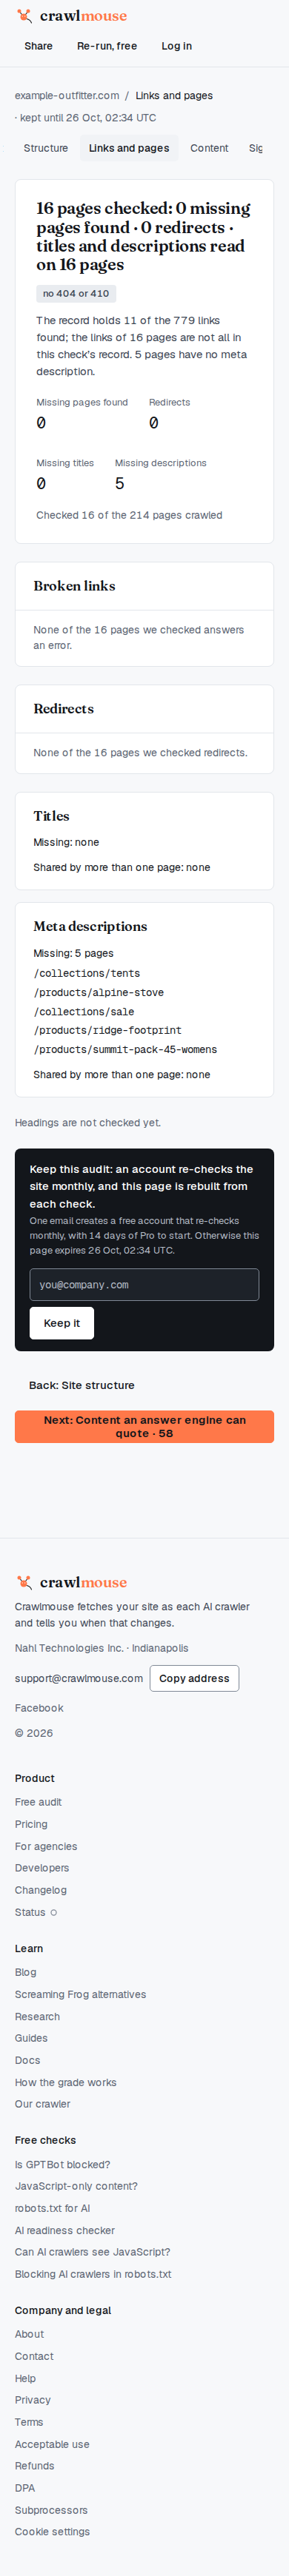 crawlmouse
Share Re-run, free Log in
example-outfitter.com / Links and pages
· kept until 26 Oct, 02:34 UTC
Structure Links and pages Content Sig
16 pages checked: 0 missing
pages found · 0 redirects ·
titles and descriptions read
on 16 pages
no 404 or 410
The record holds 11 of the 779 links
found; the links of 16 pages are not all in
this check's record. 5 pages have no meta
description.
Missing pages found Redirects
0 0
Missing titles Missing descriptions
0 5
Checked 16 of the 214 pages crawled
Broken links
None of the 16 pages we checked answers
an error.
Redirects
None of the 16 pages we checked redirects.
Titles
Missing: none
Shared by more than one page: none
Meta descriptions
Missing: 5 pages
/collections/tents
/products/alpine-stove
/collections/sale
/products/ridge-footprint
/products/summit-pack-45-womens
Shared by more than one page: none
Headings are not checked yet.
Keep this audit: an account re-checks the
site monthly, and this page is rebuilt from
each check.
One email creates a free account that re-checks
monthly, with 14 days of Pro to start. Otherwise this
page expires 26 Oct, 02:34 UTC.
you@company.com
Keep it
Back: Site structure
Next: Content an answer engine can
quote · 58
crawlmouse
Crawlmouse fetches your site as each AI crawler
and tells you when that changes.
Nahl Technologies Inc. · Indianapolis
support@crawlmouse.com Copy address
Facebook
© 2026
Product
Free audit
Pricing
For agencies
Developers
Changelog
Status
Learn
Blog
Screaming Frog alternatives
Research
Guides
Docs
How the grade works
Our crawler
Free checks
Is GPTBot blocked?
JavaScript-only content?
robots.txt for AI
AI readiness checker
Can AI crawlers see JavaScript?
Blocking AI crawlers in robots.txt
Company and legal
About
Contact
Help
Privacy
Terms
Acceptable use
Refunds
DPA
Subprocessors
Cookie settings